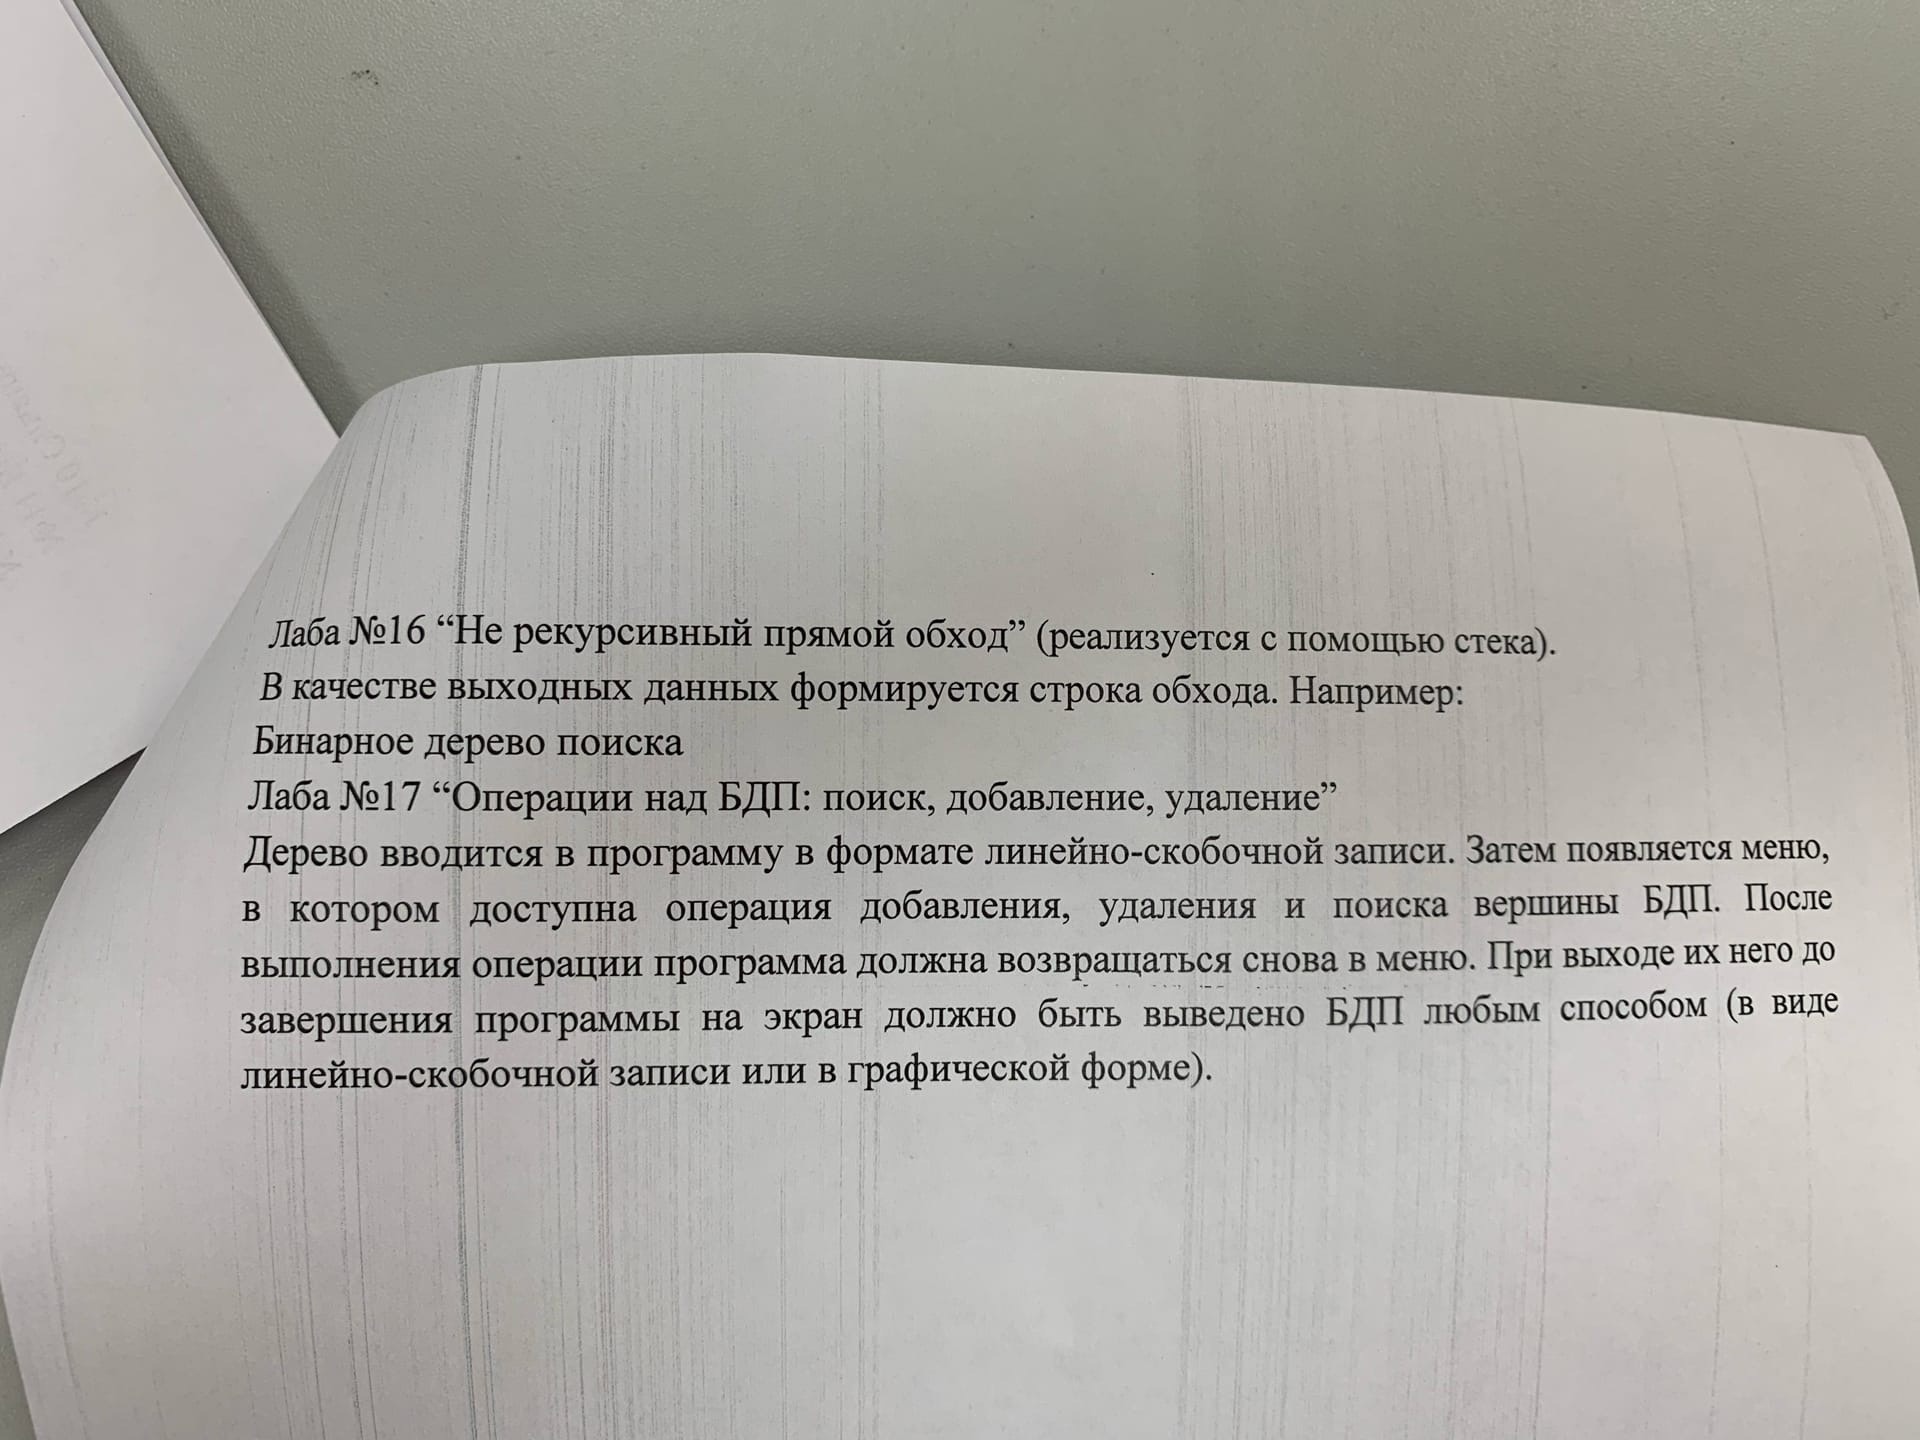 Лаба №16 “Не рекурсивный прямой обход” (реализуется с помощью стека).
В качестве выходных данных формируется строка обхода. Например:
Бинарное дерево поиска
Лаба №17 “Операции над БДП: поиск, добавление, удаление”
Дерево вводится в программу в формате линейно-скобочной записи. Затем появляется меню,
в котором доступна операция добавления, удаления и поиска вершины БДП. После
выполнения операции программа должна возвращаться снова в меню. При выходе их него до
завершения программы на экран должно быть выведено БДП любым способом (в виде
линейно-скобочной записи или в графической форме).